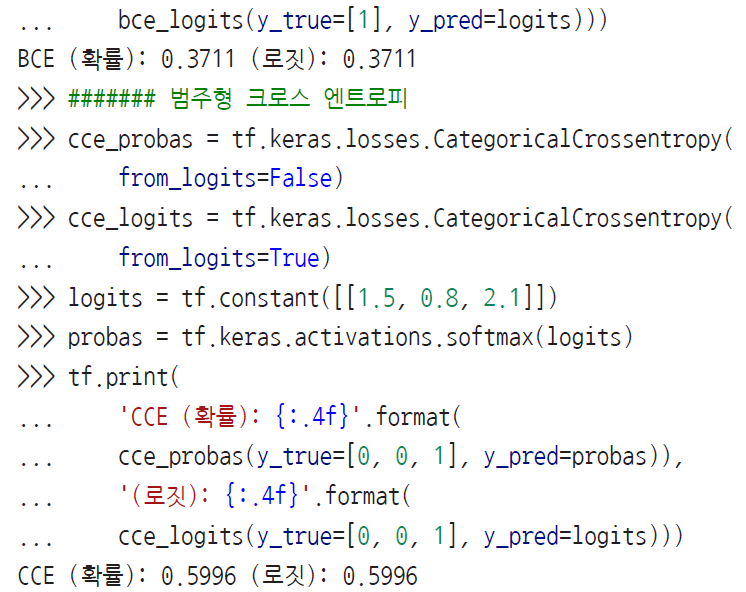 ...     bce_logits(y_true=[1], y_pred=logits)))
BCE (확률): 0.3711 (로짓): 0.3711
>>> ####### 범주형 크로스 엔트로피
>>> cce_probas = tf.keras.losses.CategoricalCrossentropy(
...     from_logits=False)
>>> cce_logits = tf.keras.losses.CategoricalCrossentropy(
...     from_logits=True)
>>> logits = tf.constant([[1.5, 0.8, 2.1]])
>>> probas = tf.keras.activations.softmax(logits)
>>> tf.print(
...     'CCE (확률): {:.4f}'.format(
...     cce_probas(y_true=[0, 0, 1], y_pred=probas)),
...     '(로짓): {:.4f}'.format(
...     cce_logits(y_true=[0, 0, 1], y_pred=logits)))
CCE (확률): 0.5996 (로짓): 0.5996